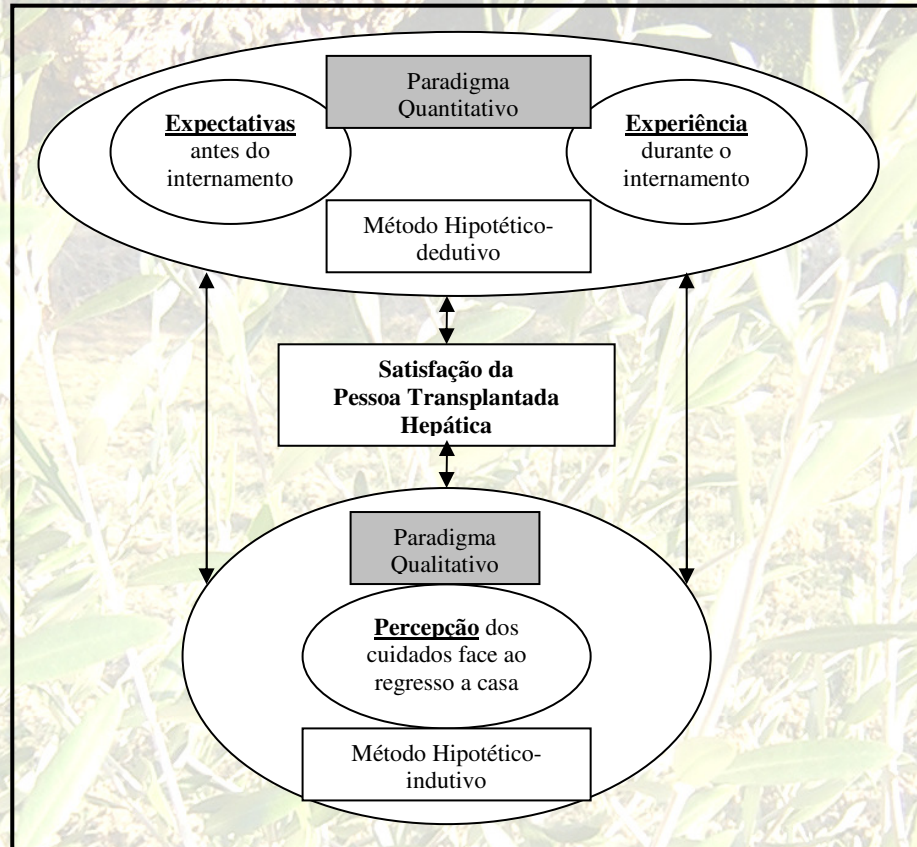 Paradigma
Quantitativo
Expectativas
antes do
internamento
Experiência
durante o
internamento
Método Hipotético-
dedutivo
Satisfação da
Pessoa Transplantada
Hepática
Paradigma
Qualitativo
Percepção dos
cuidados face ao
regresso a casa
Método Hipotético-
indutivo